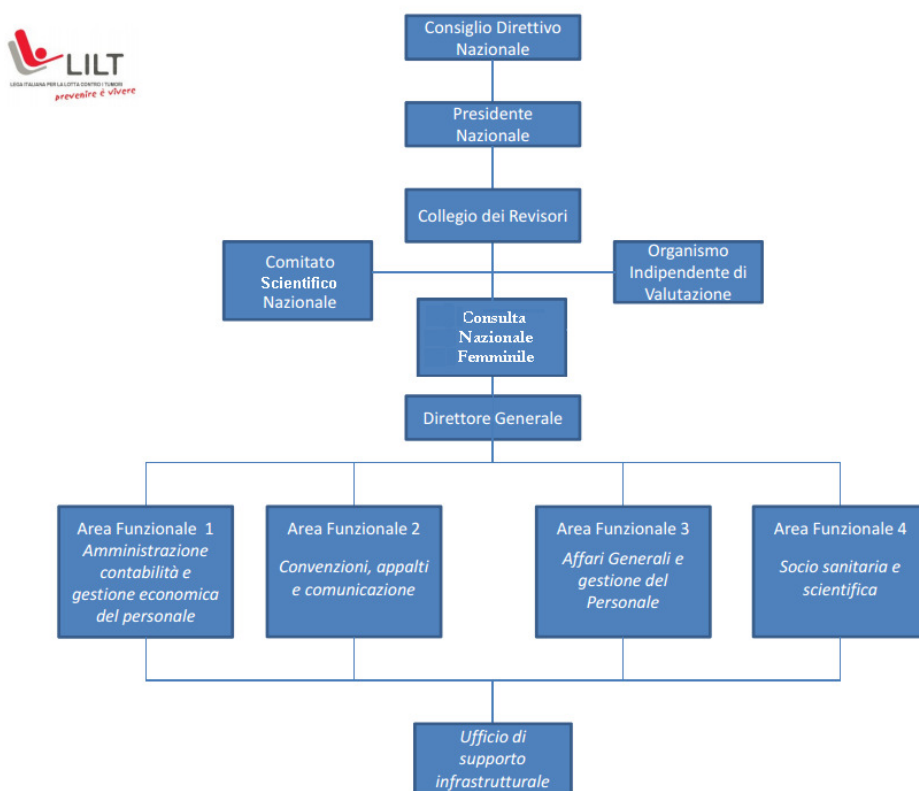 LILT
LEGA ITALIANA PER LA LOTTA CONTRO I TUMORI
prevenire è vivere
Consiglio Direttivo
Nazionale
Presidente
Nazionale
Collegio dei Revisori
Comitato
Scientifico
Nazionale
Organismo
Indipendente di
Valutazione
Consulta
Nazionale
Femminile
Direttore Generale
Area Funzionale 1
Amministrazione
contabilità e
gestione economica
del personale
Area Funzionale 2
Convenzioni, appalti
e comunicazione
Area Funzionale 3
Affari Generali e
gestione del
Personale
Area Funzionale 4
Socio sanitaria e
scientifica
Ufficio di
supporto
infrastrutturale